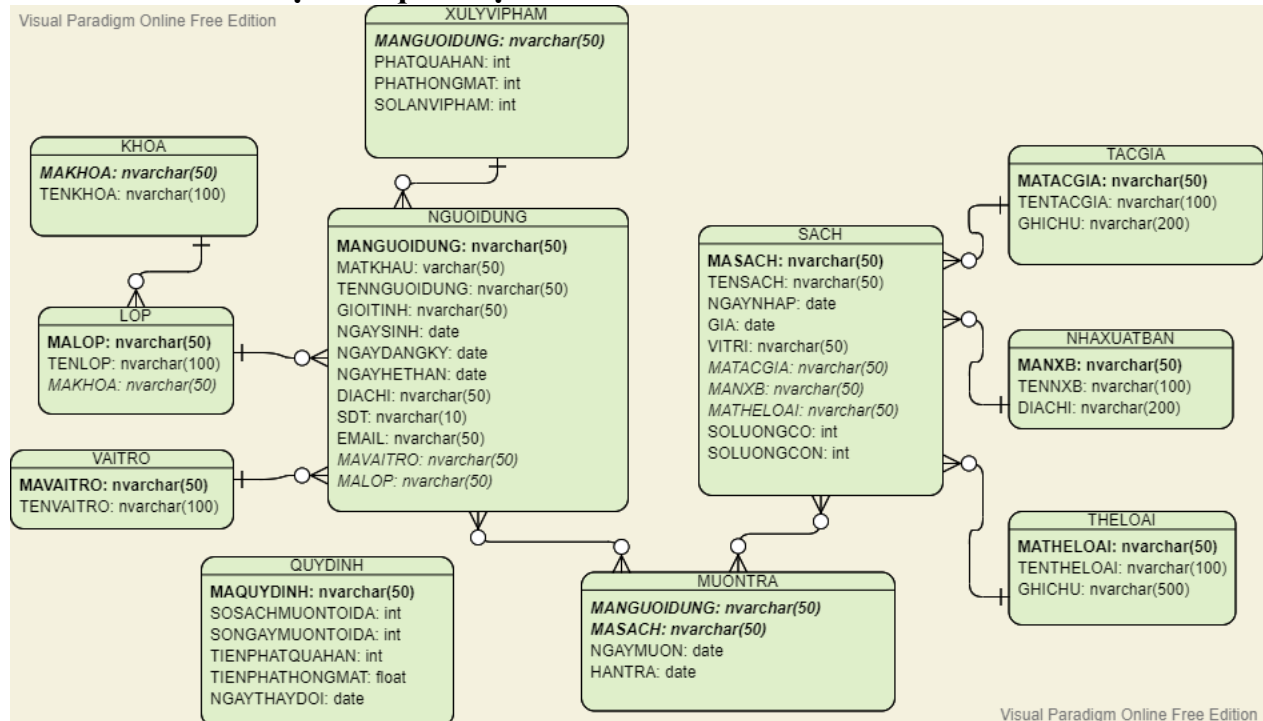 Visual Paradigm Online Free Edition
XULYVIPHAM
MANGUOIDUNG: nvarchar(50)
PHATQUAHAN: int
PHATHONGMAT: int
SOLANVIPHAM: int
KHOA
MAKHOA: nvarchar(50)
TENKHOA: nvarchar(100)
LOP
MALOP: nvarchar(50)
TENLOP: nvarchar(100)
MAKHOA: nvarchar(50)
VAITRO
MAVAITRO: nvarchar(50)
TENVAITRO: nvarchar(100)
NGUOIDUNG
MANGUOIDUNG: nvarchar(50)
MATKHAU: varchar(50)
TENNGUOIDUNG: nvarchar(50)
GIOITINH: nvarchar(50)
NGAYSINH: date
NGAYDANGKY: date
NGAYHETHAN: date
DIACHI: nvarchar(50)
SDT: nvarchar(10)
EMAIL: nvarchar(50)
MAVAITRO: nvarchar(50)
MALOP: nvarchar(50)
SACH
MASACH: nvarchar(50)
TENSACH: nvarchar(50)
NGAYNHAP: date
GIA: date
VITRI: nvarchar(50)
MATACGIA: nvarchar(50)
MANXB: nvarchar(50)
MATHELOAI: nvarchar(50)
SOLUONGCO: int
SOLUONGCON: int
TACGIA
MATACGIA: nvarchar(50)
TENTACGIA: nvarchar(100)
GHICHU: nvarchar(200)
NHAXUATBAN
MANXB: nvarchar(50)
TENNXB: nvarchar(100)
DIACHI: nvarchar(200)
THELOAI
MATHELOAI: nvarchar(50)
TENTHELOAI: nvarchar(100)
GHICHU: nvarchar(500)
QUYDINH
MAQUYDINH: nvarchar(50)
SOSACHMUONTOIDA: int
SONGAYMUONTOIDA: int
TIENPHATQUAHAN: int
TIENPHATHONGMAT: float
NGAYTHAYDOI: date
MUONTRA
MANGUOIDUNG: nvarchar(50)
MASACH: nvarchar(50)
NGAYMUON: date
HANTRA: date
Visual Paradigm Online Free Edition